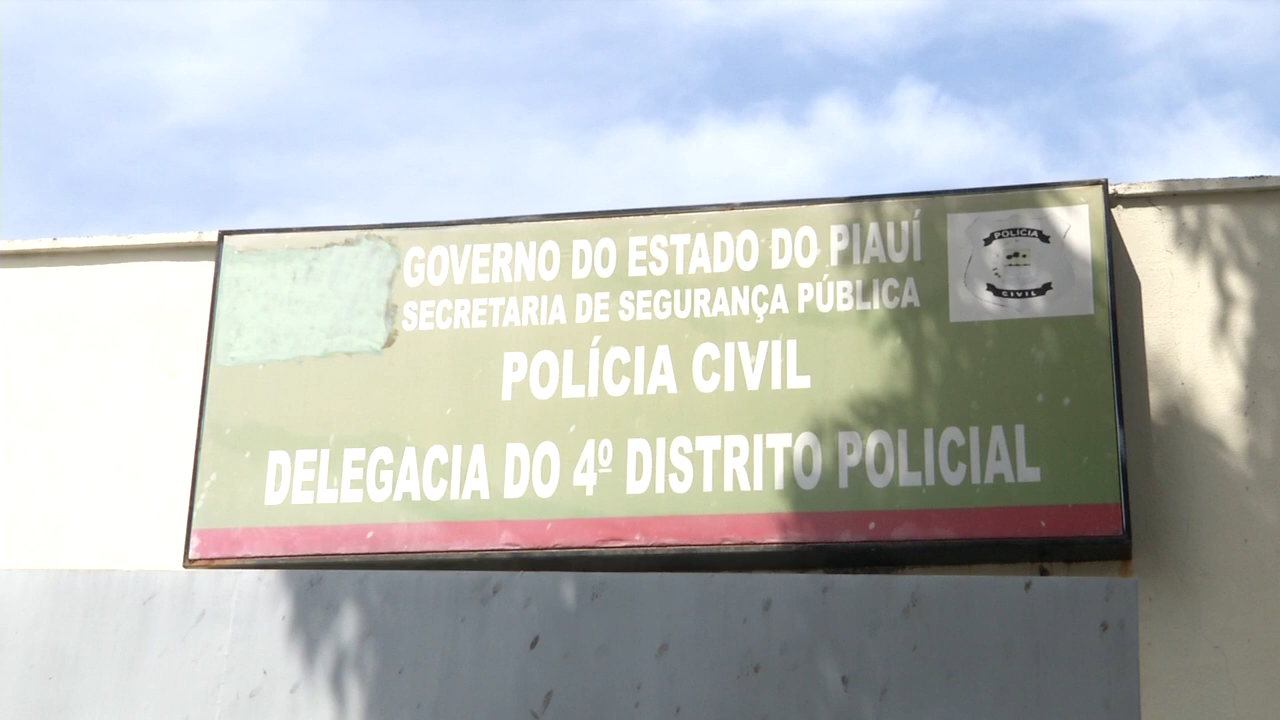 GOVERNO DO ESTADO DO PIAUÍ
SECRETARIA DE SEGURANÇA PÚBLICA
POLÍCIA CIVIL
DELEGACIA DO 4º DISTRITO POLICIAL
POLÍCIA
CIVIL